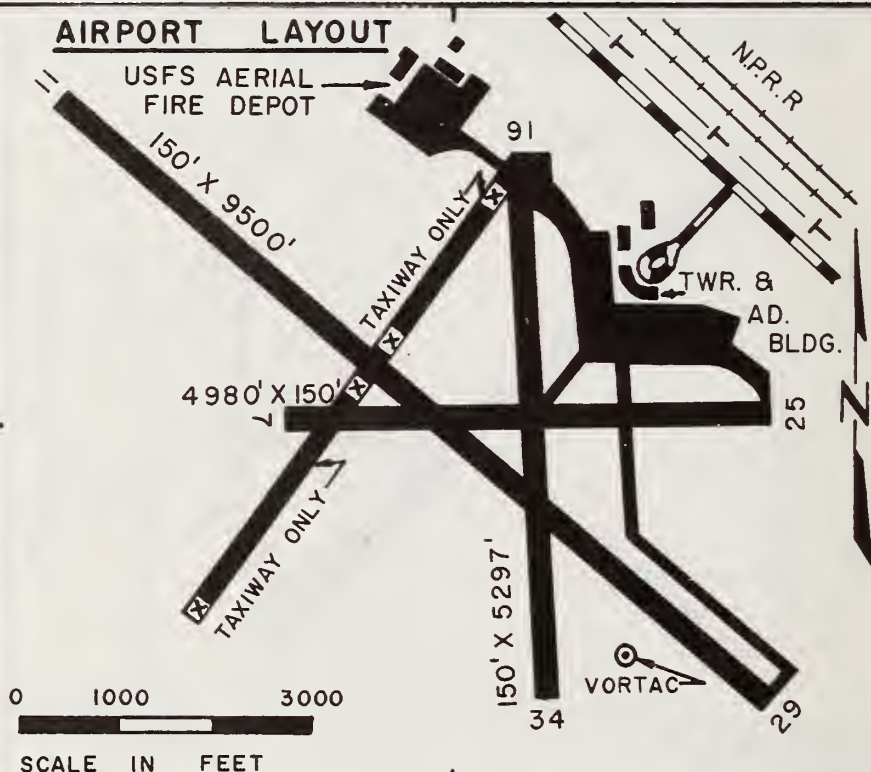 AIRPORT LAYOUT
USFS AERIAL
FIRE DEPOT
N.P.R.R
11
16
150' X 9500'
TAXIWAY ONLY
TWR. &
AD.
BLDG.
4980' X 150'
7
25
N
TAXIWAY ONLY
150' X 5297'
VORTAC
34
29
0 1000 3000
SCALE IN FEET